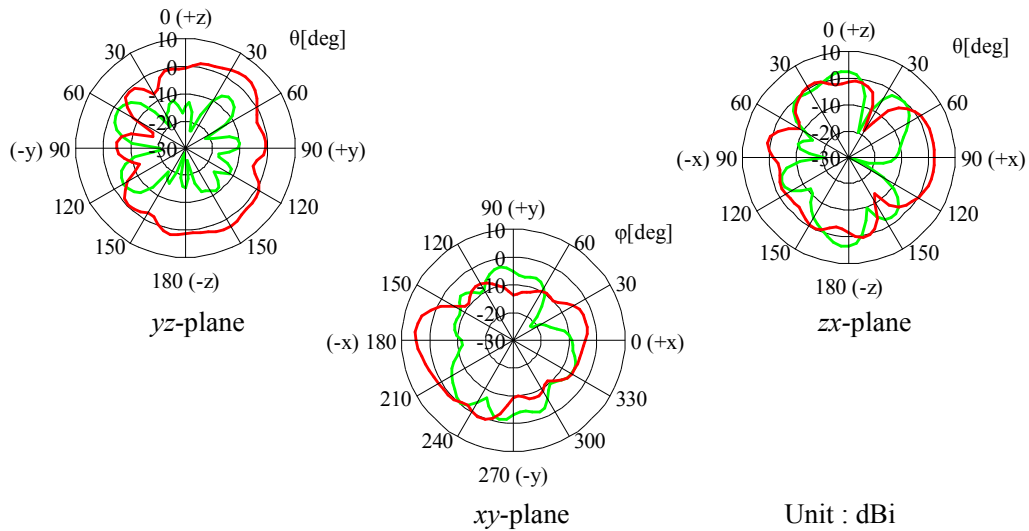 0 (+z)
10
θ[deg]
30
30
0
60
60
-10
-20
(-y) 90
-30
90 (+y)
120
120
150
150
180 (-z)
yz-plane
90 (+y)
10
φ[deg]
120
60
0
150
30
-10
-20
(-x) 180
-30
0 (+x)
210
330
240
300
270 (-y)
xy-plane
0 (+z)
10
θ[deg]
30
30
0
60
60
-10
-20
(-x) 90
-30
90 (+x)
120
120
150
150
180 (-z)
zx-plane
Unit : dBi